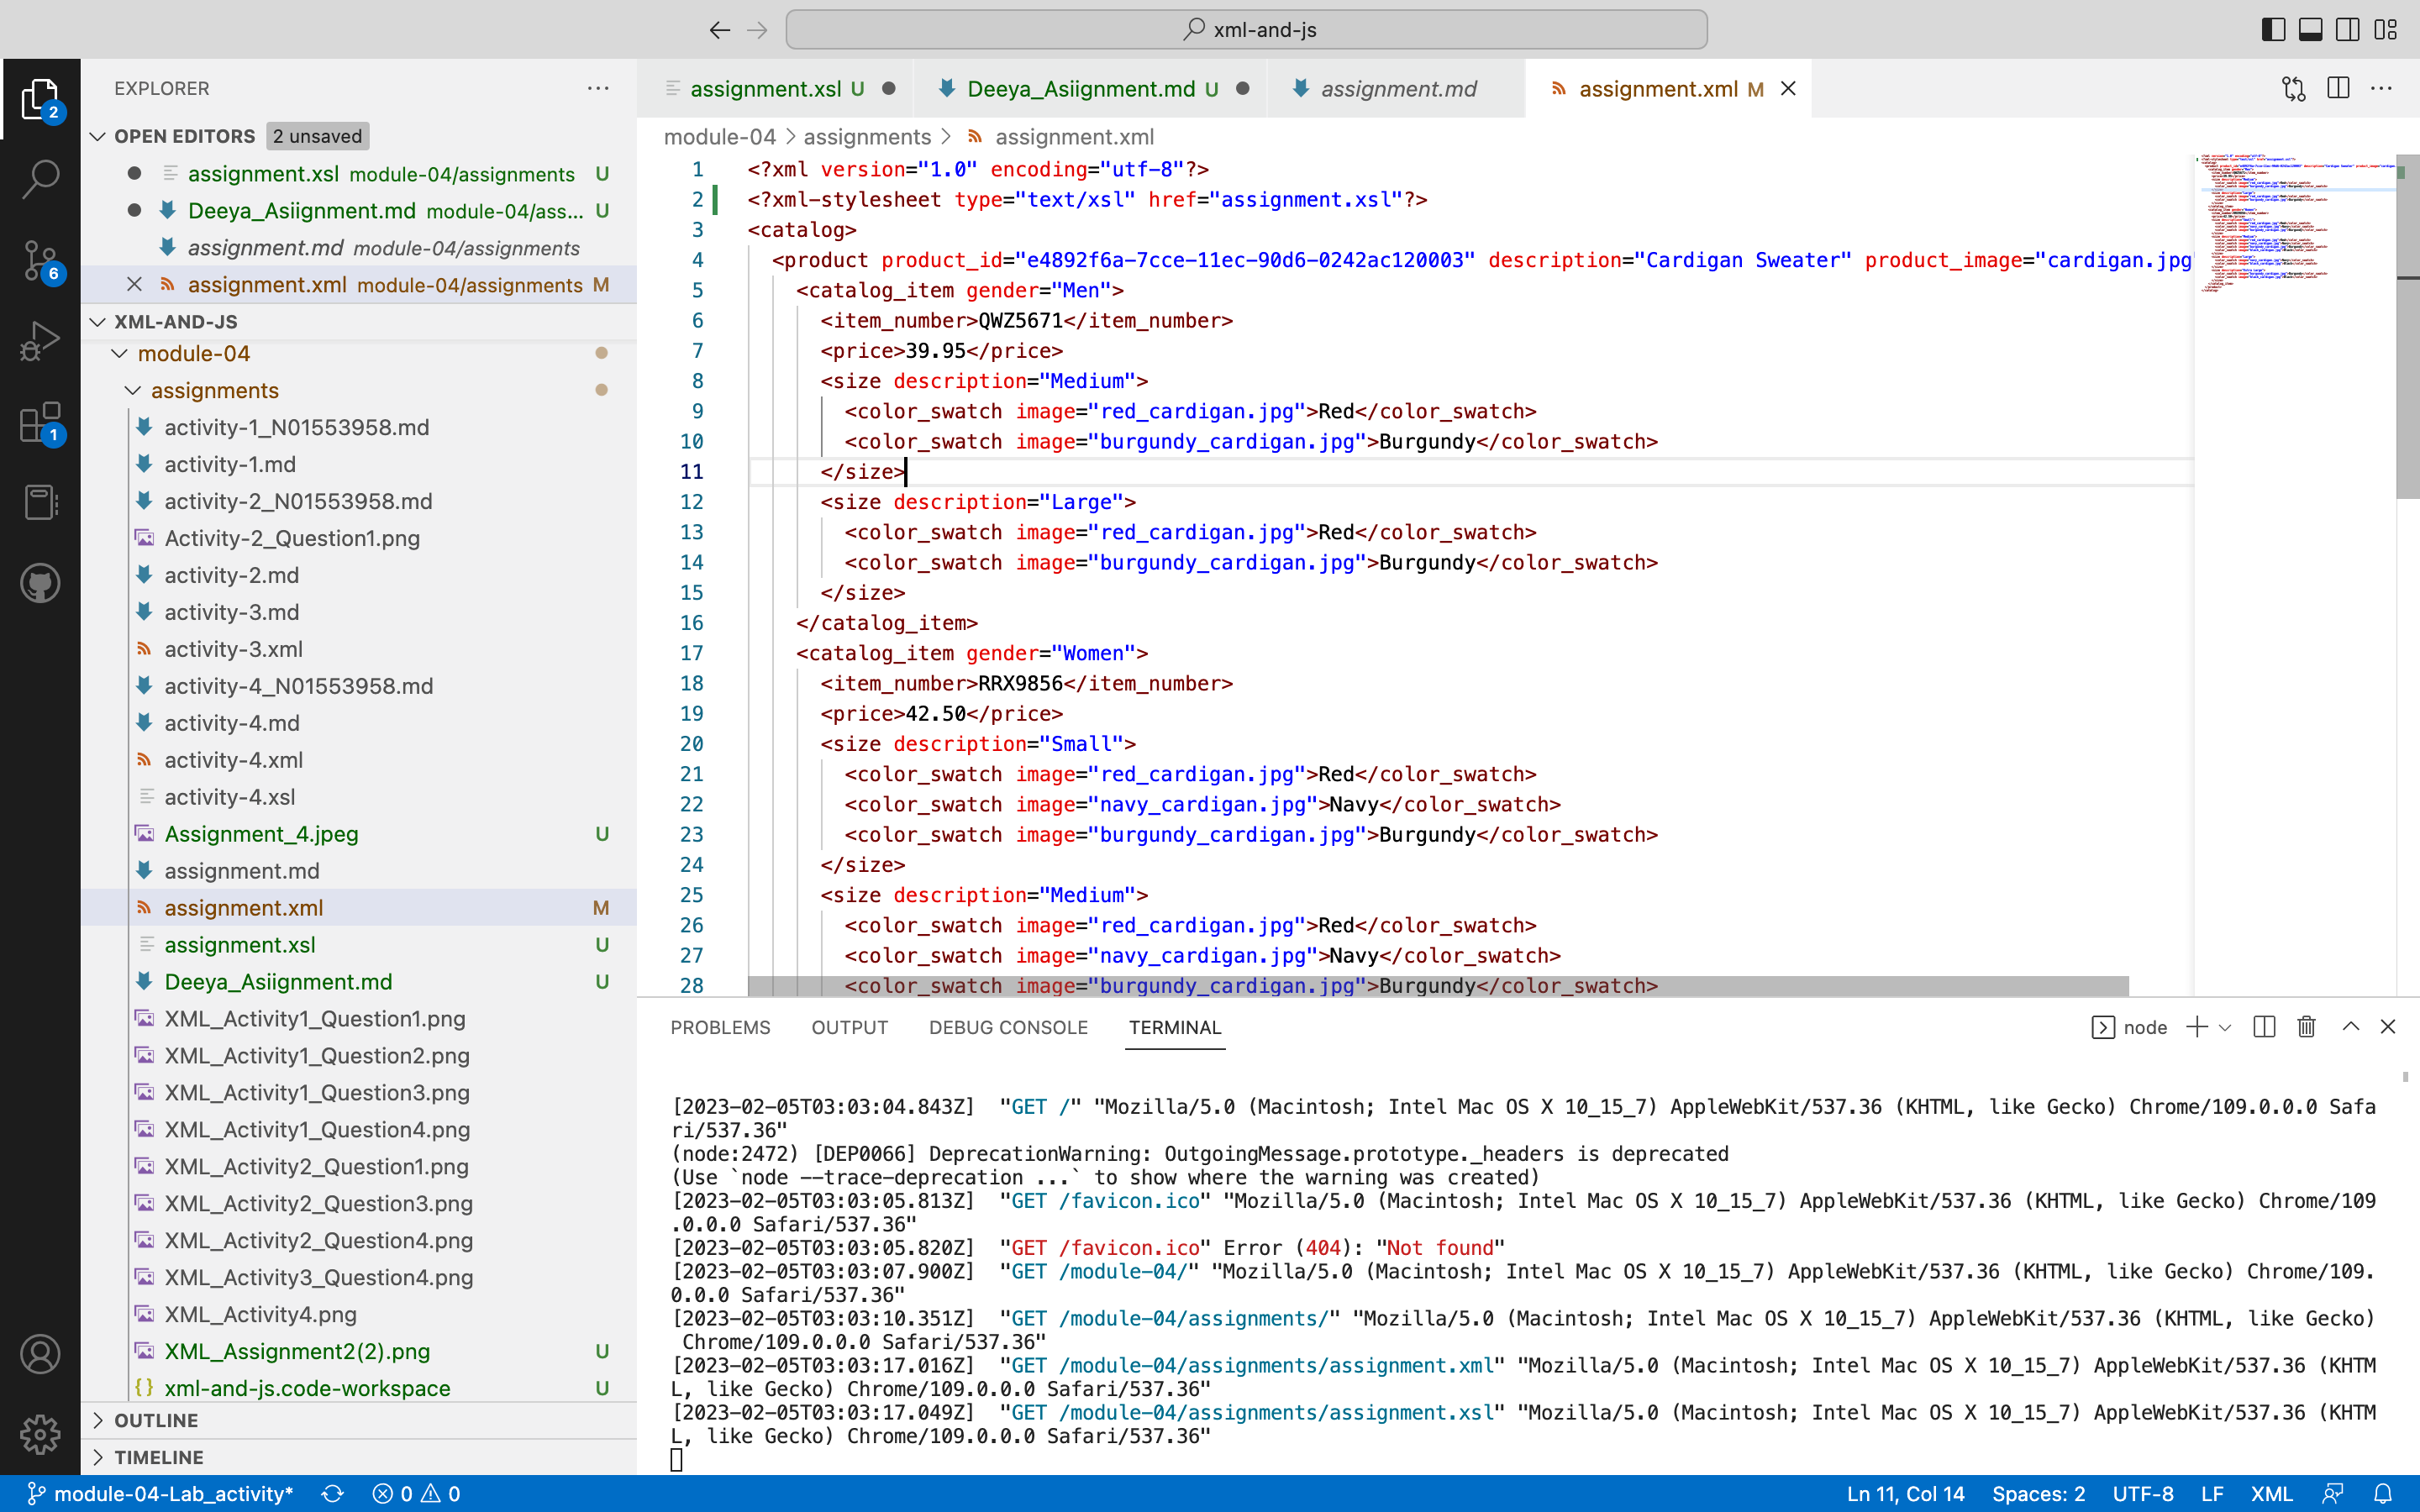 xml-and-js
EXPLORER
OPEN EDITORS 2 unsaved
assignment.xsl module-04/assignments U
Deeya_Asiignment.md module-04/ass... U
assignment.md module-04/assignments
assignment.xml module-04/assignments M
XML-AND-JS
module-04
assignments
activity-1_N01553958.md
activity-1.md
activity-2_N01553958.md
Activity-2_Question1.png
activity-2.md
activity-3.md
activity-3.xml
activity-4_N01553958.md
activity-4.md
activity-4.xml
activity-4.xsl
Assignment_4.jpeg U
assignment.md
assignment.xml M
assignment.xsl U
Deeya_Asiignment.md U
XML_Activity1_Question1.png
XML_Activity1_Question2.png
XML_Activity1_Question3.png
XML_Activity1_Question4.png
XML_Activity2_Question1.png
XML_Activity2_Question3.png
XML_Activity2_Question4.png
XML_Activity3_Question4.png
XML_Activity4.png
XML_Assignment2(2).png U
xml-and-js.code-workspace U
OUTLINE
TIMELINE
2
6
1
assignment.xsl U
Deeya_Asiignment.md U
assignment.md
assignment.xml M
module-04 > assignments > assignment.xml
1 <?xml version="1.0" encoding="utf-8"?>
2 <?xml-stylesheet type="text/xsl" href="assignment.xsl"?>
3 <catalog>
4 <product product_id="e4892f6a-7cce-11ec-90d6-0242ac120003" description="Cardigan Sweater" product_image="cardigan.jpg"
5 <catalog_item gender="Men">
6 <item_number>QWZ5671</item_number>
7 <price>39.95</price>
8 <size description="Medium">
9 <color_swatch image="red_cardigan.jpg">Red</color_swatch>
10 <color_swatch image="burgundy_cardigan.jpg">Burgundy</color_swatch>
11 </size>
12 <size description="Large">
13 <color_swatch image="red_cardigan.jpg">Red</color_swatch>
14 <color_swatch image="burgundy_cardigan.jpg">Burgundy</color_swatch>
15 </size>
16 </catalog_item>
17 <catalog_item gender="Women">
18 <item_number>RRX9856</item_number>
19 <price>42.50</price>
20 <size description="Small">
21 <color_swatch image="red_cardigan.jpg">Red</color_swatch>
22 <color_swatch image="navy_cardigan.jpg">Navy</color_swatch>
23 <color_swatch image="burgundy_cardigan.jpg">Burgundy</color_swatch>
24 </size>
25 <size description="Medium">
26 <color_swatch image="red_cardigan.jpg">Red</color_swatch>
27 <color_swatch image="navy_cardigan.jpg">Navy</color_swatch>
28 <color_swatch image="burgundy_cardigan.jpg">Burgundy</color_swatch>
PROBLEMS OUTPUT DEBUG CONSOLE TERMINAL
node
[2023-02-05T03:03:04.843Z] "GET /" "Mozilla/5.0 (Macintosh; Intel Mac OS X 10_15_7) AppleWebKit/537.36 (KHTML, like Gecko) Chrome/109.0.0.0 Safa
ri/537.36"
(node:2472) [DEP0066] DeprecationWarning: OutgoingMessage.prototype._headers is deprecated
(Use `node --trace-deprecation ...` to show where the warning was created)
[2023-02-05T03:03:05.813Z] "GET /favicon.ico" "Mozilla/5.0 (Macintosh; Intel Mac OS X 10_15_7) AppleWebKit/537.36 (KHTML, like Gecko) Chrome/109
.0.0.0 Safari/537.36"
[2023-02-05T03:03:05.820Z] "GET /favicon.ico" Error (404): "Not found"
[2023-02-05T03:03:07.900Z] "GET /module-04/" "Mozilla/5.0 (Macintosh; Intel Mac OS X 10_15_7) AppleWebKit/537.36 (KHTML, like Gecko) Chrome/109.
0.0.0 Safari/537.36"
[2023-02-05T03:03:10.351Z] "GET /module-04/assignments/" "Mozilla/5.0 (Macintosh; Intel Mac OS X 10_15_7) AppleWebKit/537.36 (KHTML, like Gecko)
Chrome/109.0.0.0 Safari/537.36"
[2023-02-05T03:03:17.016Z] "GET /module-04/assignments/assignment.xml" "Mozilla/5.0 (Macintosh; Intel Mac OS X 10_15_7) AppleWebKit/537.36 (KHTM
L, like Gecko) Chrome/109.0.0.0 Safari/537.36"
[2023-02-05T03:03:17.049Z] "GET /module-04/assignments/assignment.xsl" "Mozilla/5.0 (Macintosh; Intel Mac OS X 10_15_7) AppleWebKit/537.36 (KHTM
L, like Gecko) Chrome/109.0.0.0 Safari/537.36"
module-04-Lab_activity* 0 0 Ln 11, Col 14 Spaces: 2 UTF-8 LF XML